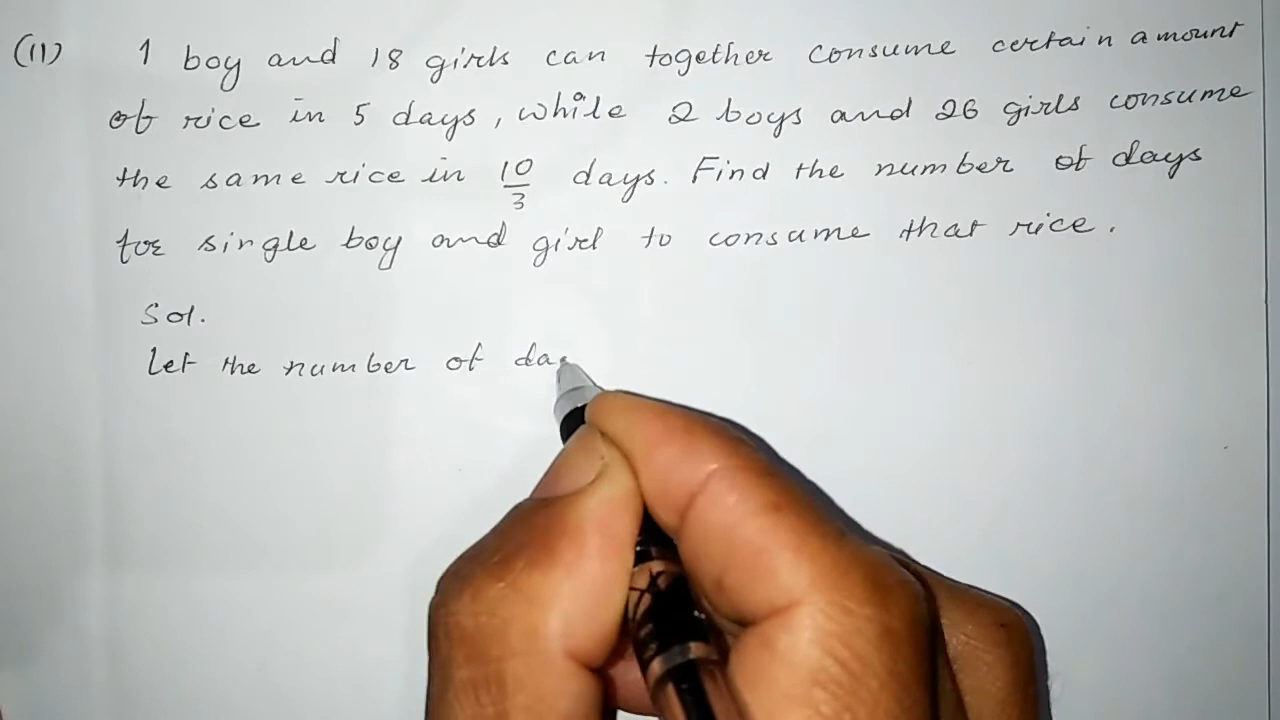 (11) 1 boy and 18 girls can together consume certain amount
of rice in 5 days, while 2 boys and 26 girls consume
the same rice in 10/3 days. Find the number of days
for single boy and girl to consume that rice.
Sol.
Let the number of da